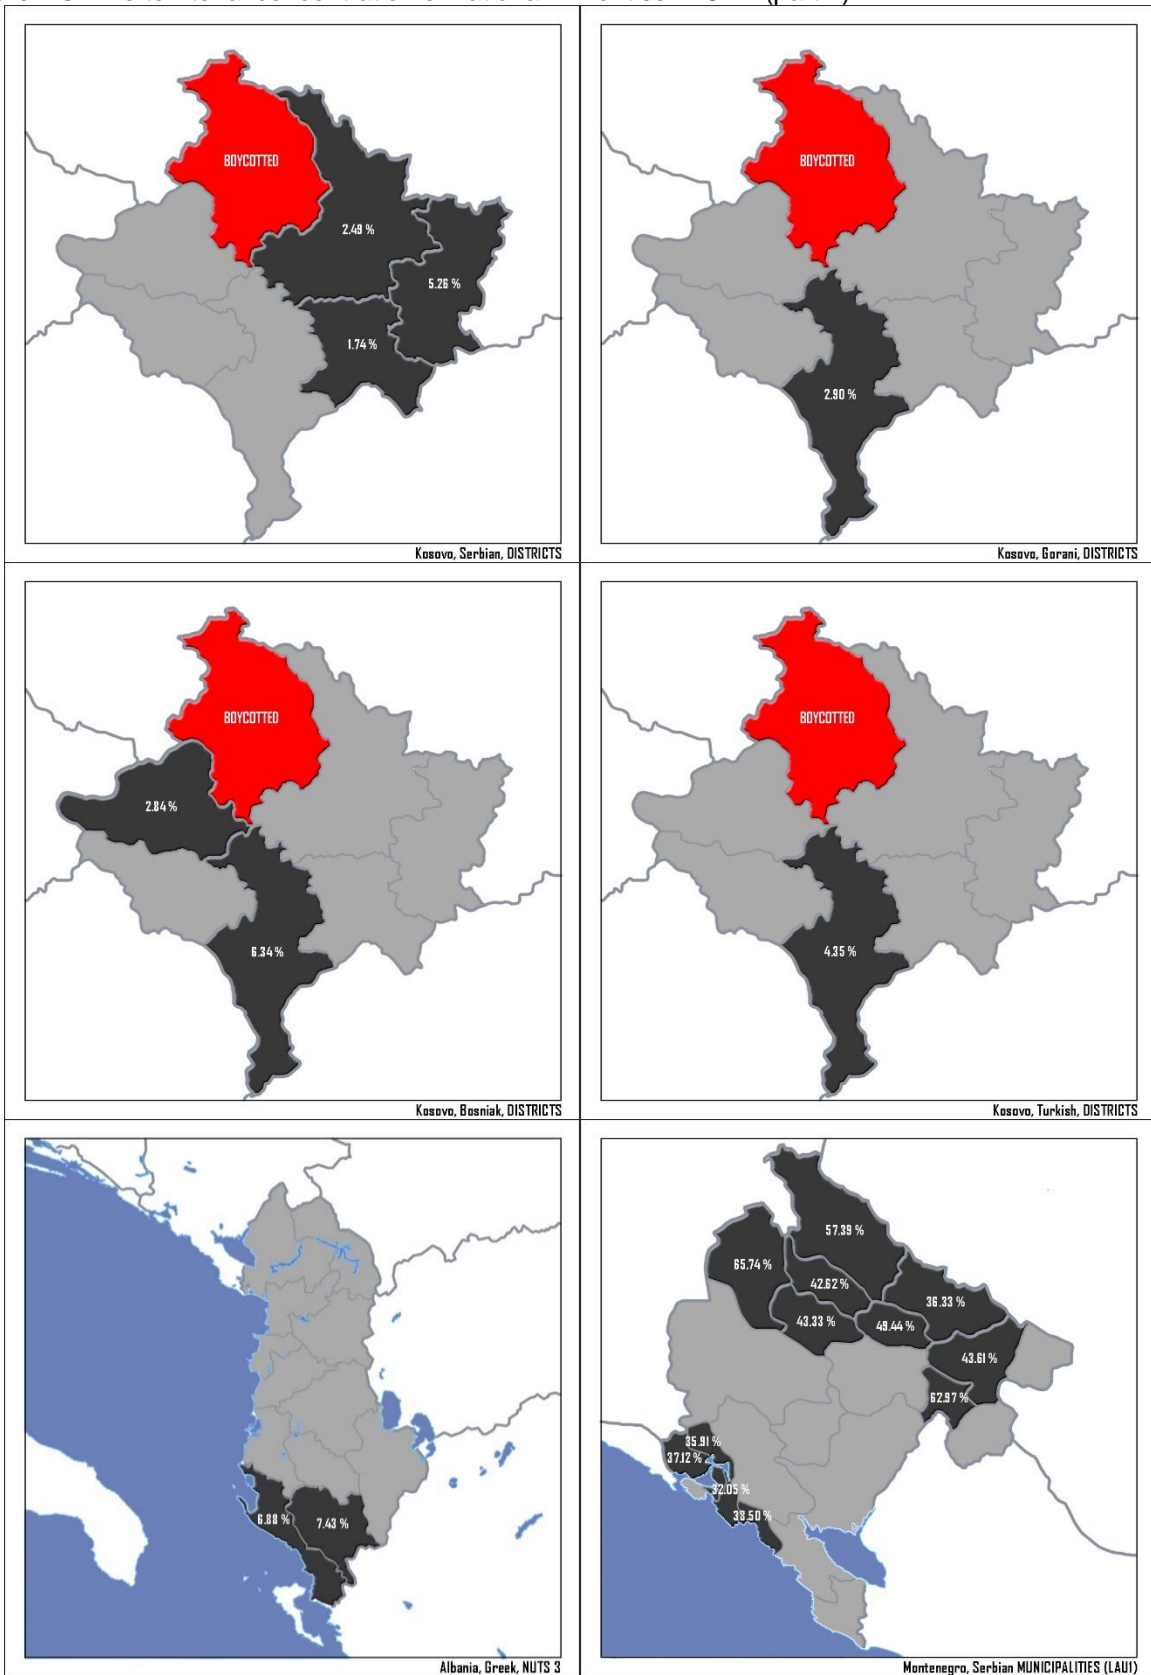 BOYCOTTED
2.49 %
5.26 %
1.74 %
Kosovo, Serbian, DISTRICTS
BOYCOTTED
2.90 %
Kosovo, Gorani, DISTRICTS
BOYCOTTED
2.84 %
6.34 %
Kosovo, Bosniak, DISTRICTS
BOYCOTTED
4.35 %
Kosovo, Turkish, DISTRICTS
6.88 %
7.43 %
Albania, Greek, NUTS 3
57.39 %
65.74 %
42.62 %
36.33 %
43.33 %
49.44 %
43.61 %
62.97 %
35.91 %
37.12 %
32.05 %
38.50 %
Montenegro, Serbian MUNICIPALITIES (LAU1)